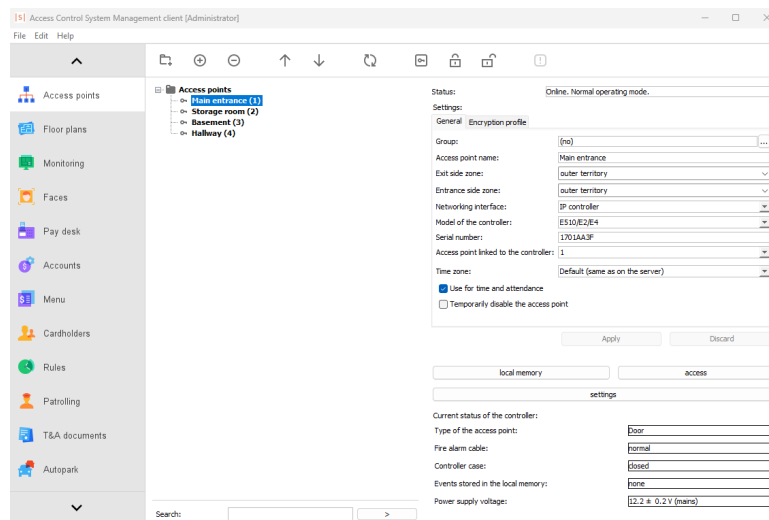 Access Control System Management client [Administrator]
File Edit Help
Access points
Floor plans
Monitoring
Faces
Pay desk
Accounts
Menu
Cardholders
Rules
Patrolling
T&A documents
Autopark
Access points
Main entrance (1)
Storage room (2)
Basement (3)
Hallway (4)
Search:
>
Status: Online. Normal operating mode.
Settings:
General Encryption profile
Group: (no) ...
Access point name: Main entrance
Exit side zone: outer territory
Entrance side zone: outer territory
Networking interface: IP controller
Model of the controller: E510/E2/E4
Serial number: 1701AA3F
Access point linked to the controller: 1
Time zone: Default (same as on the server)
Use for time and attendance
Temporarily disable the access point
Apply Discard
local memory access
settings
Current status of the controller:
Type of the access point: Door
Fire alarm cable: normal
Controller case: closed
Events stored in the local memory: none
Power supply voltage: 12.2 ± 0.2 V (mains)